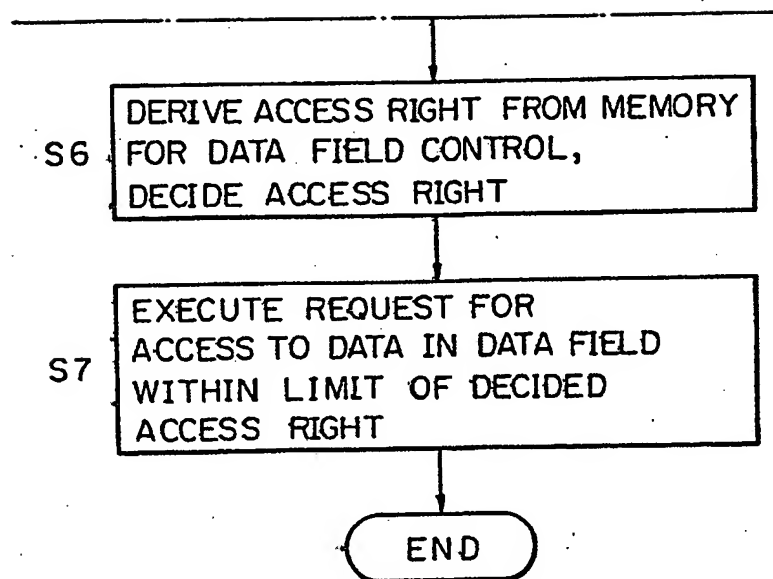 S6
DERIVE ACCESS RIGHT FROM MEMORY
FOR DATA FIELD CONTROL,
DECIDE ACCESS RIGHT
S7
EXECUTE REQUEST FOR
ACCESS TO DATA IN DATA FIELD
WITHIN LIMIT OF DECIDED
ACCESS RIGHT
END